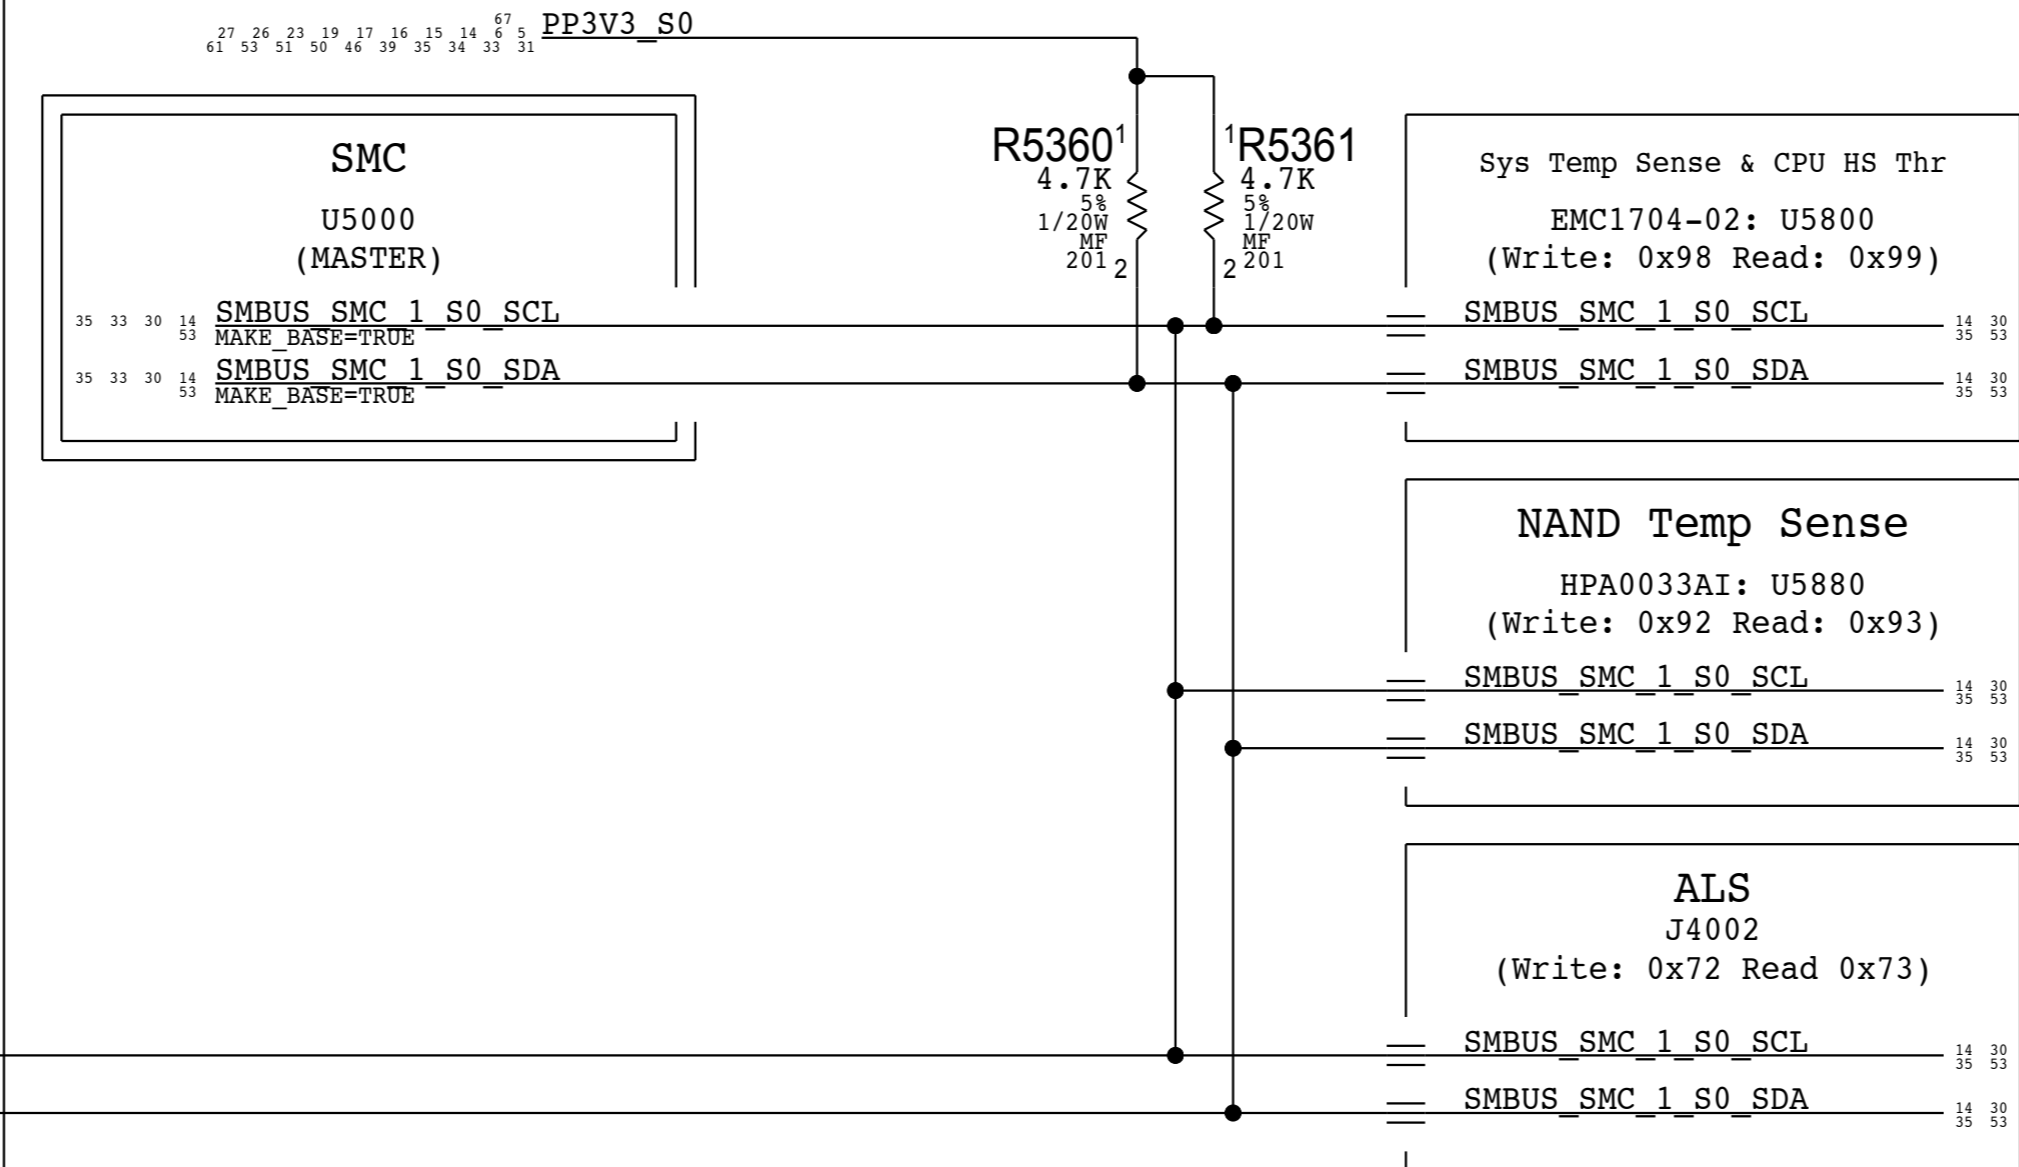 67
27 26 23 19 17 16 15 14 6 5 PP3V3_S0
61 53 51 50 46 39 35 34 33 31
SMC
U5000
(MASTER)
35 33 30 14 SMBUS_SMC_1_S0_SCL
53 MAKE_BASE=TRUE
35 33 30 14 SMBUS_SMC_1_S0_SDA
53 MAKE_BASE=TRUE
R5360 1
4.7K
5%
1/20W
MF
201 2
1 R5361
4.7K
5%
1/20W
MF
2 201
Sys Temp Sense & CPU HS Thr
EMC1704-02: U5800
(Write: 0x98 Read: 0x99)
SMBUS_SMC_1_S0_SCL 14 30
35 53
SMBUS_SMC_1_S0_SDA 14 30
35 53
NAND Temp Sense
HPA0033AI: U5880
(Write: 0x92 Read: 0x93)
SMBUS_SMC_1_S0_SCL 14 30
35 53
SMBUS_SMC_1_S0_SDA 14 30
35 53
ALS
J4002
(Write: 0x72 Read 0x73)
SMBUS_SMC_1_S0_SCL 14 30
35 53
SMBUS_SMC_1_S0_SDA 14 30
35 53